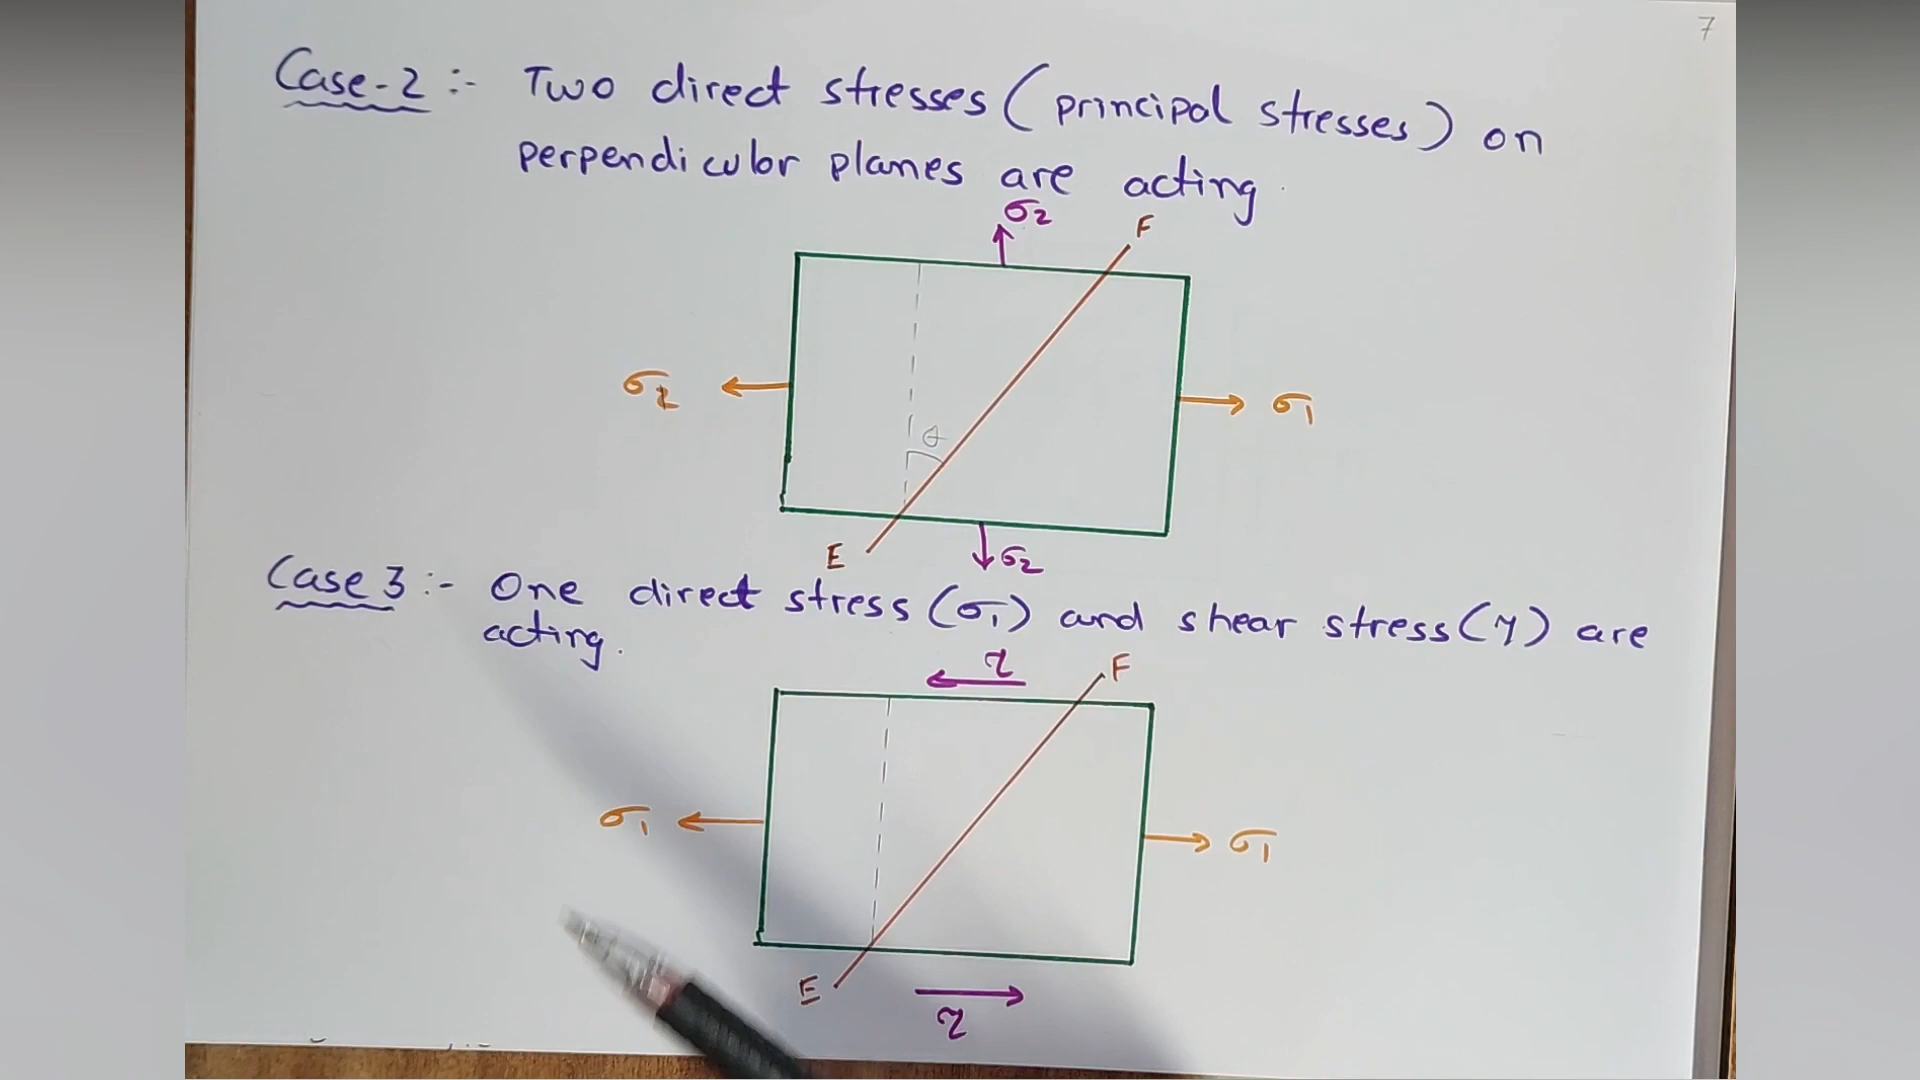 7
Case-2 :- Two direct stresses (principal stresses) on
perpendicular planes are acting.
σ2
F
σ2
σ1
θ
E
σ2
Case 3 :- One direct stress (σ1) and shear stress (γ) are
acting.
τ
F
σ1
σ1
E
τ